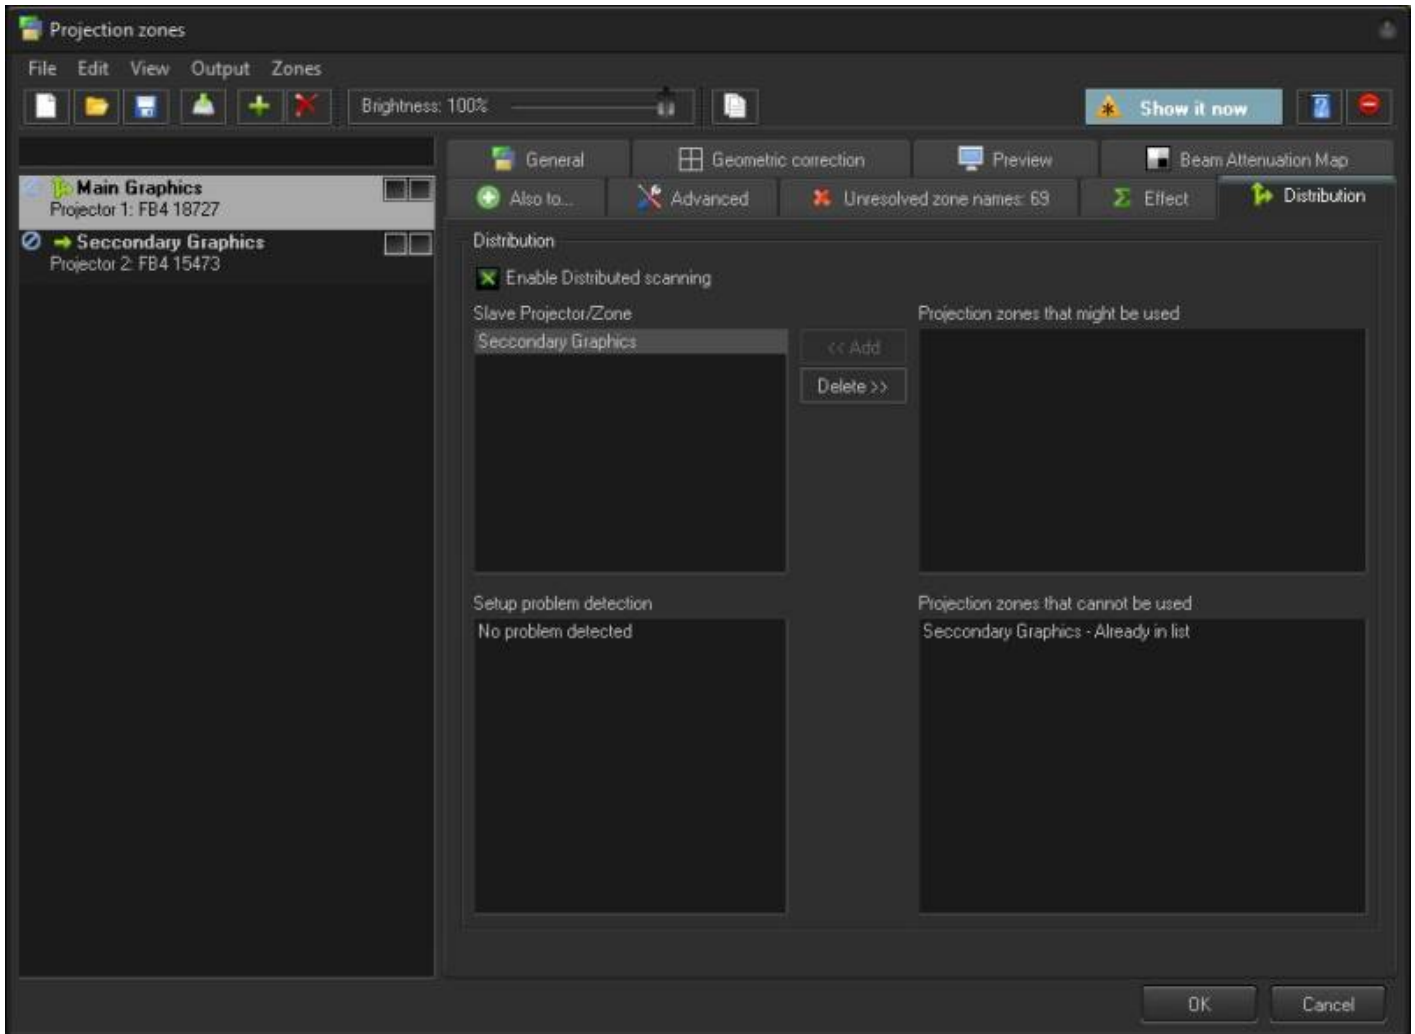 Projection zones
File Edit View Output Zones
Brightness: 100%
Show it now
General Geometric correction Preview Beam Attenuation Map
Also to... Advanced Unresolved zone names: 69 Effect Distribution
Main Graphics
Projector 1: FB4 18727
Seccondary Graphics
Projector 2: FB4 15473
Distribution
Enable Distributed scanning
Slave Projector/Zone
Seccondary Graphics
<< Add
Delete >>
Projection zones that might be used
Setup problem detection
No problem detected
Projection zones that cannot be used
Seccondary Graphics - Already in list
OK Cancel